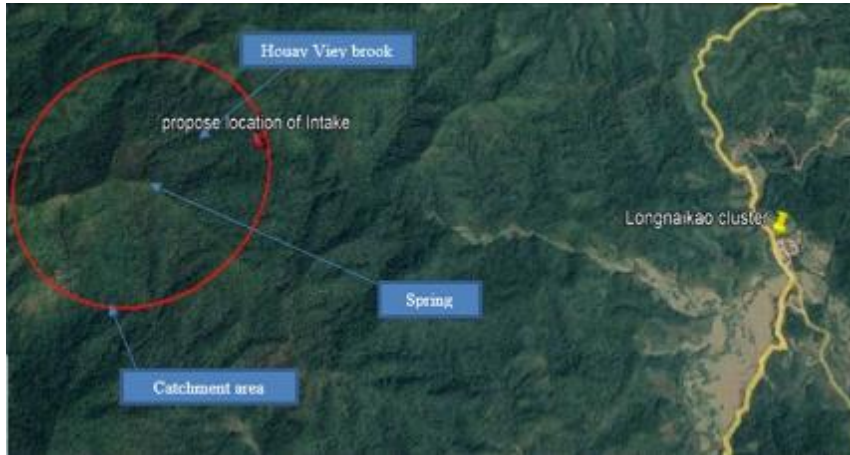 Houay Viey brook
propose location of Intake
Longnaikao cluster
Spring
Catchment area